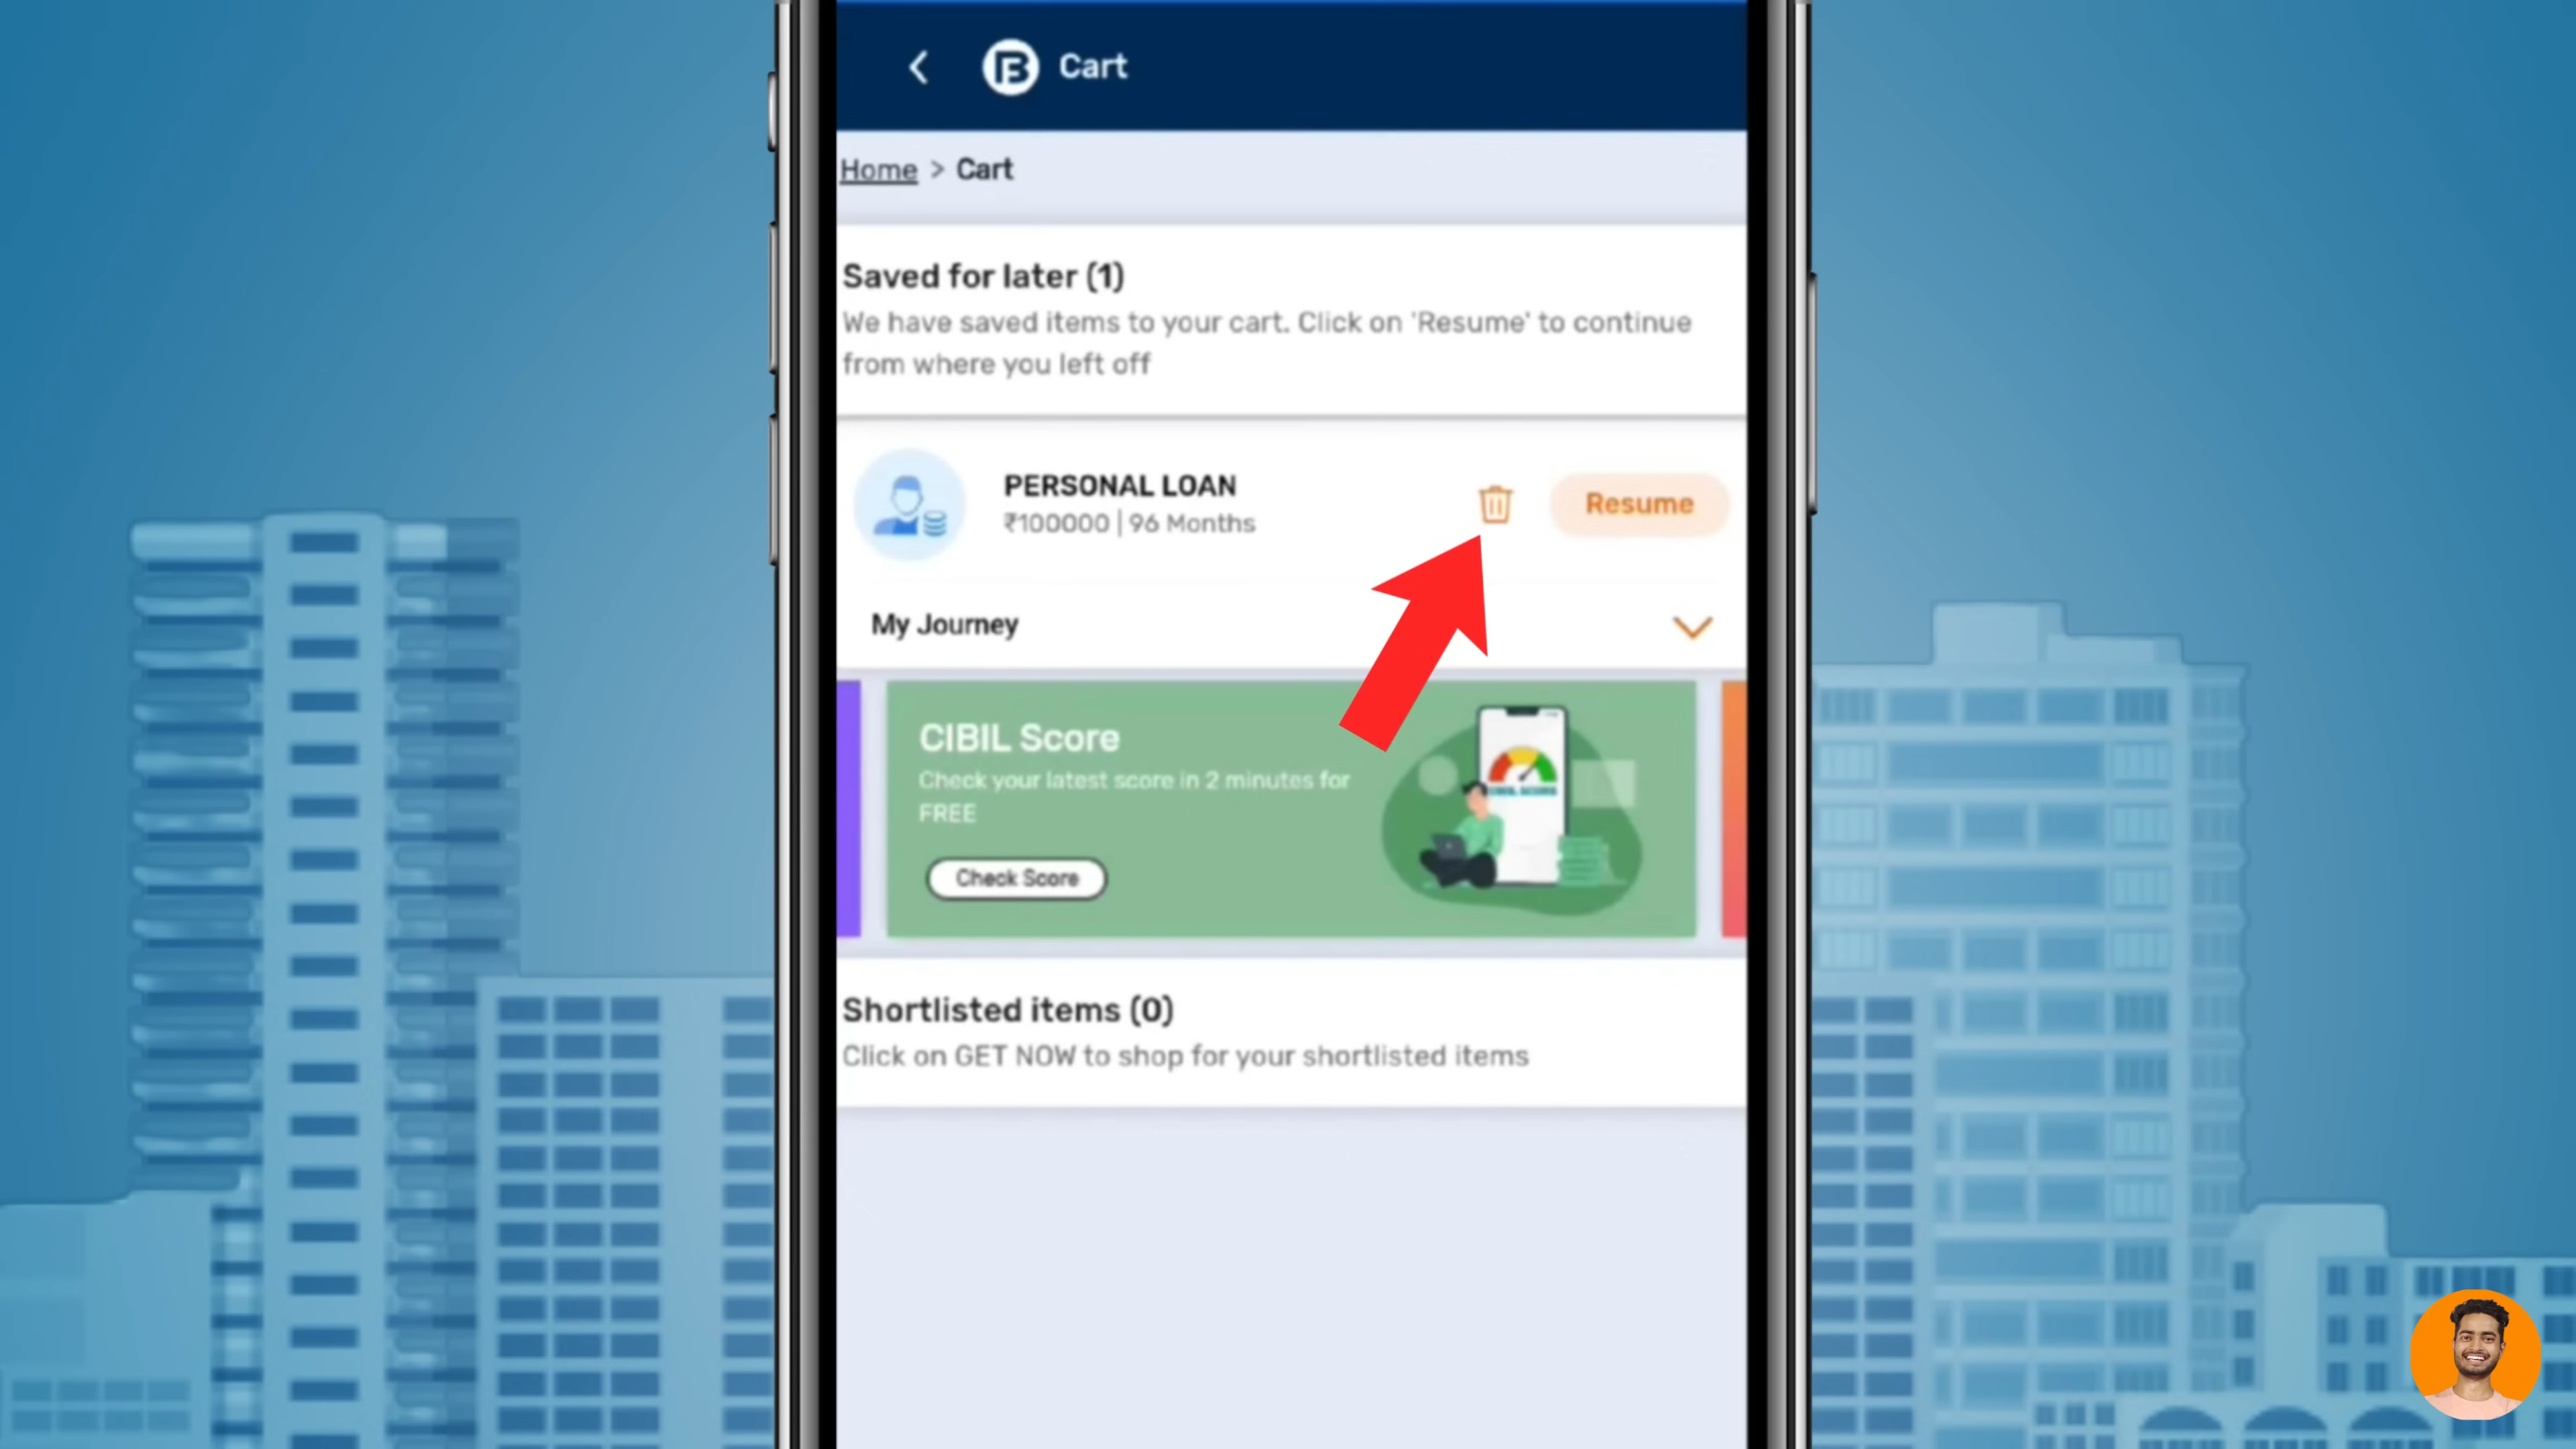 Cart
Home > Cart
Saved for later (1)
We have saved items to your cart. Click on 'Resume' to continue
from where you left off
PERSONAL LOAN
₹100000 | 96 Months
Resume
My Journey
CIBIL Score
Check your latest score in 2 minutes for
FREE
CIBIL SCORE
Check Score
Shortlisted items (0)
Click on GET NOW to shop for your shortlisted items